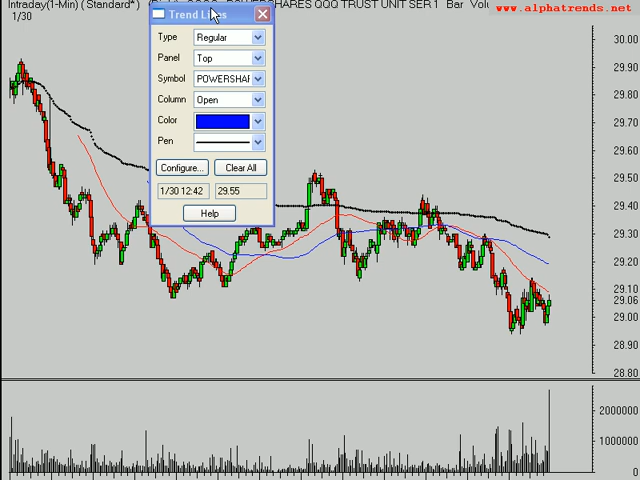 Intraday(1-Min) (Standard*) QQQ TRUST UNIT SER 1 Bar Volu
www.alphatrends.net
1/30
Trend Lines
Type Regular
Panel Top
Symbol POWERSHAR
Column Open
Color
Pen
Configure... Clear All
1/30 12:42 29.55
Help
30.00
29.90
29.80
29.70
29.60
29.50
29.40
29.30
29.20
29.10
29.06
29.00
28.90
28.80
2000000
1000000
0